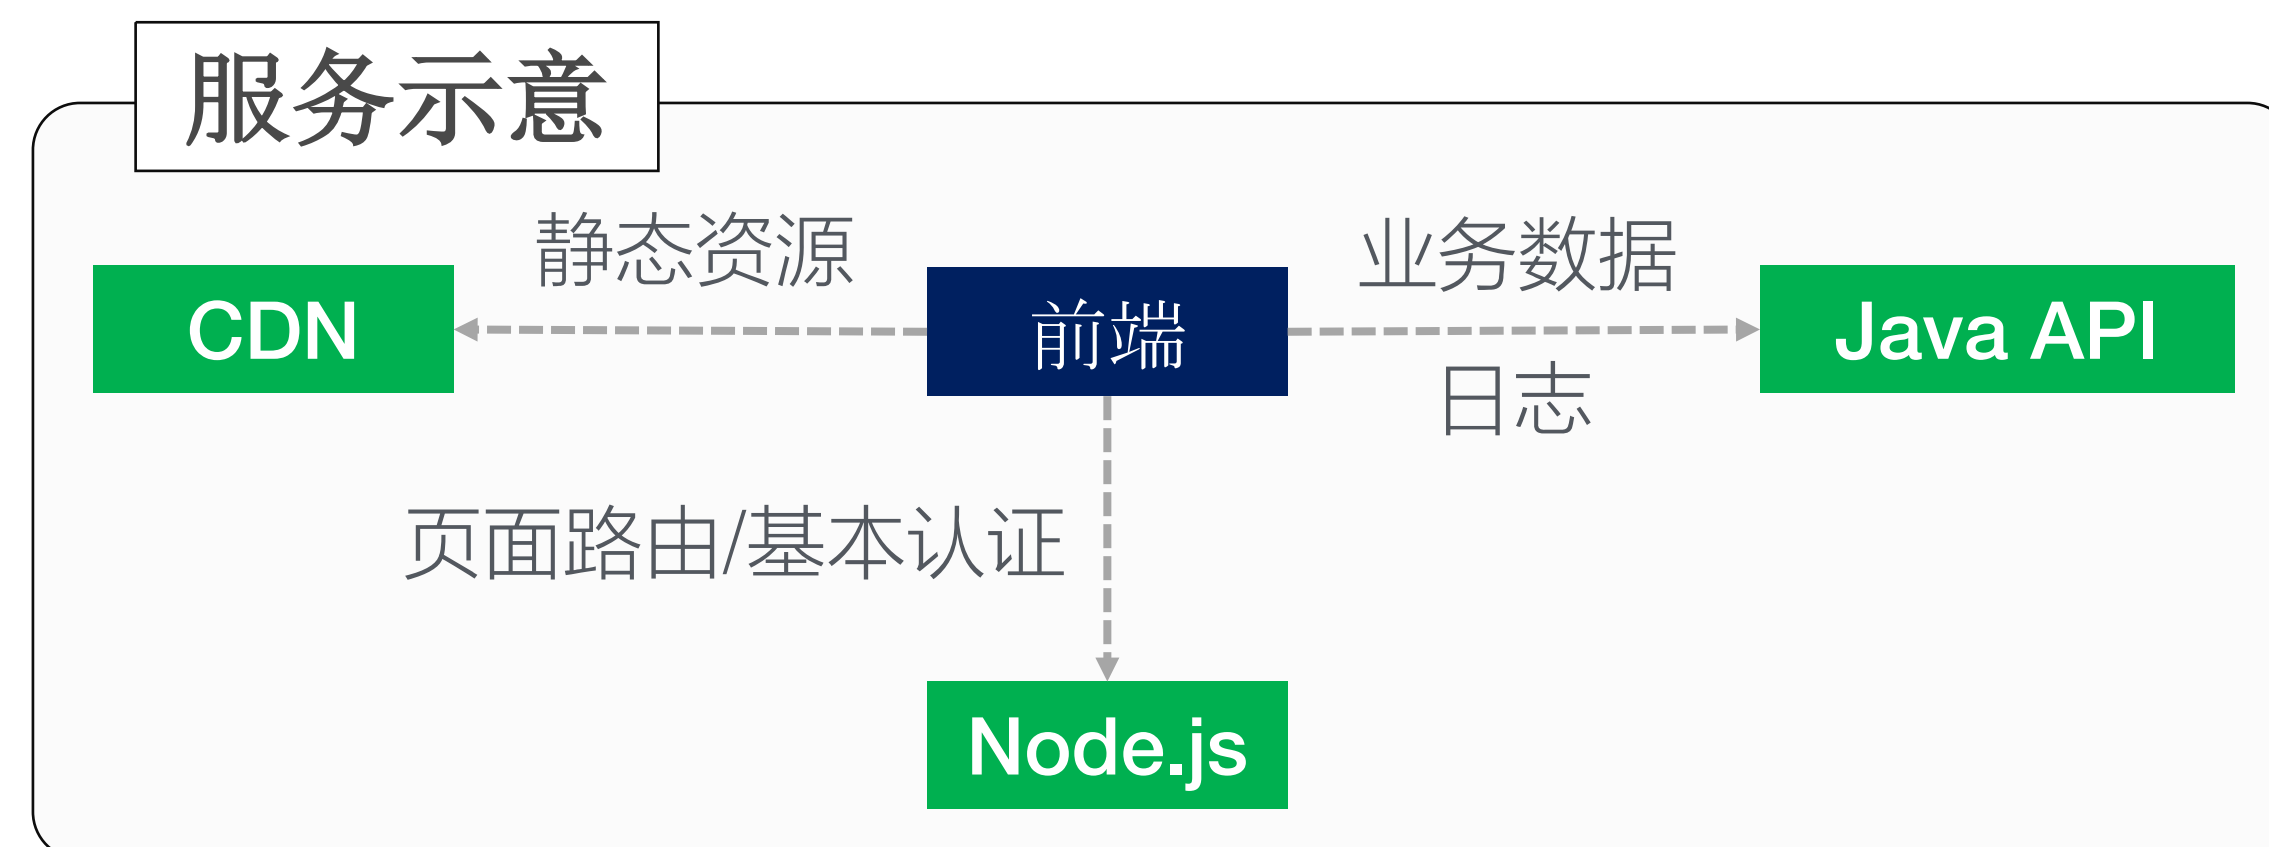 服务示意
静态资源
业务数据
CDN
前端
Java API
日志
页面路由/基本认证
Node.js